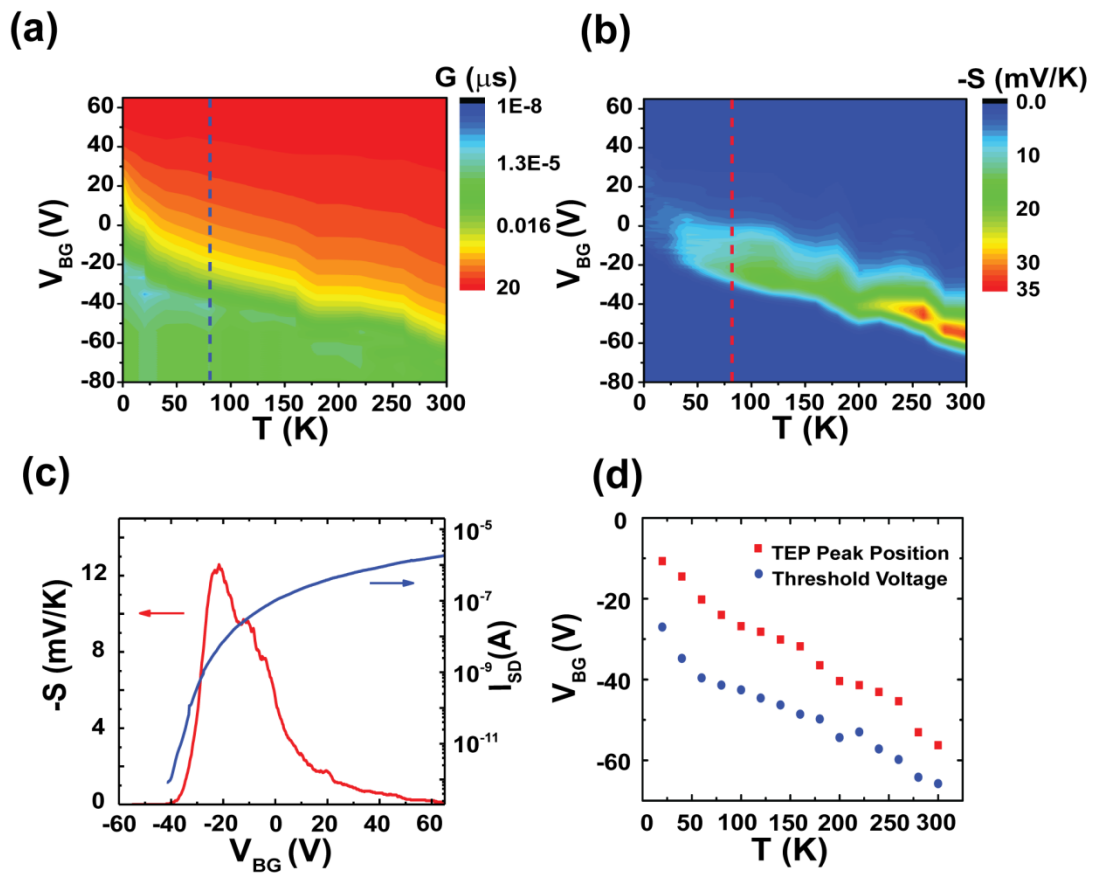 (a)
G (μs)
1E-8
1.3E-5
0.016
20
V_BG (V)
60
40
20
0
-20
-40
-60
-80
0 50 100 150 200 250 300
T (K)
(b)
-S (mV/K)
0.0
10
20
30
35
V_BG (V)
60
40
20
0
-20
-40
-60
-80
0 50 100 150 200 250 300
T (K)
(c)
-S (mV/K)
12
8
4
0
-60 -40 -20 0 20 40 60
V_BG (V)
I_SD(A)
10^-5
10^-7
10^-9
10^-11
(d)
TEP Peak Position
Threshold Voltage
V_BG (V)
0
-20
-40
-60
0 50 100 150 200 250 300
T (K)